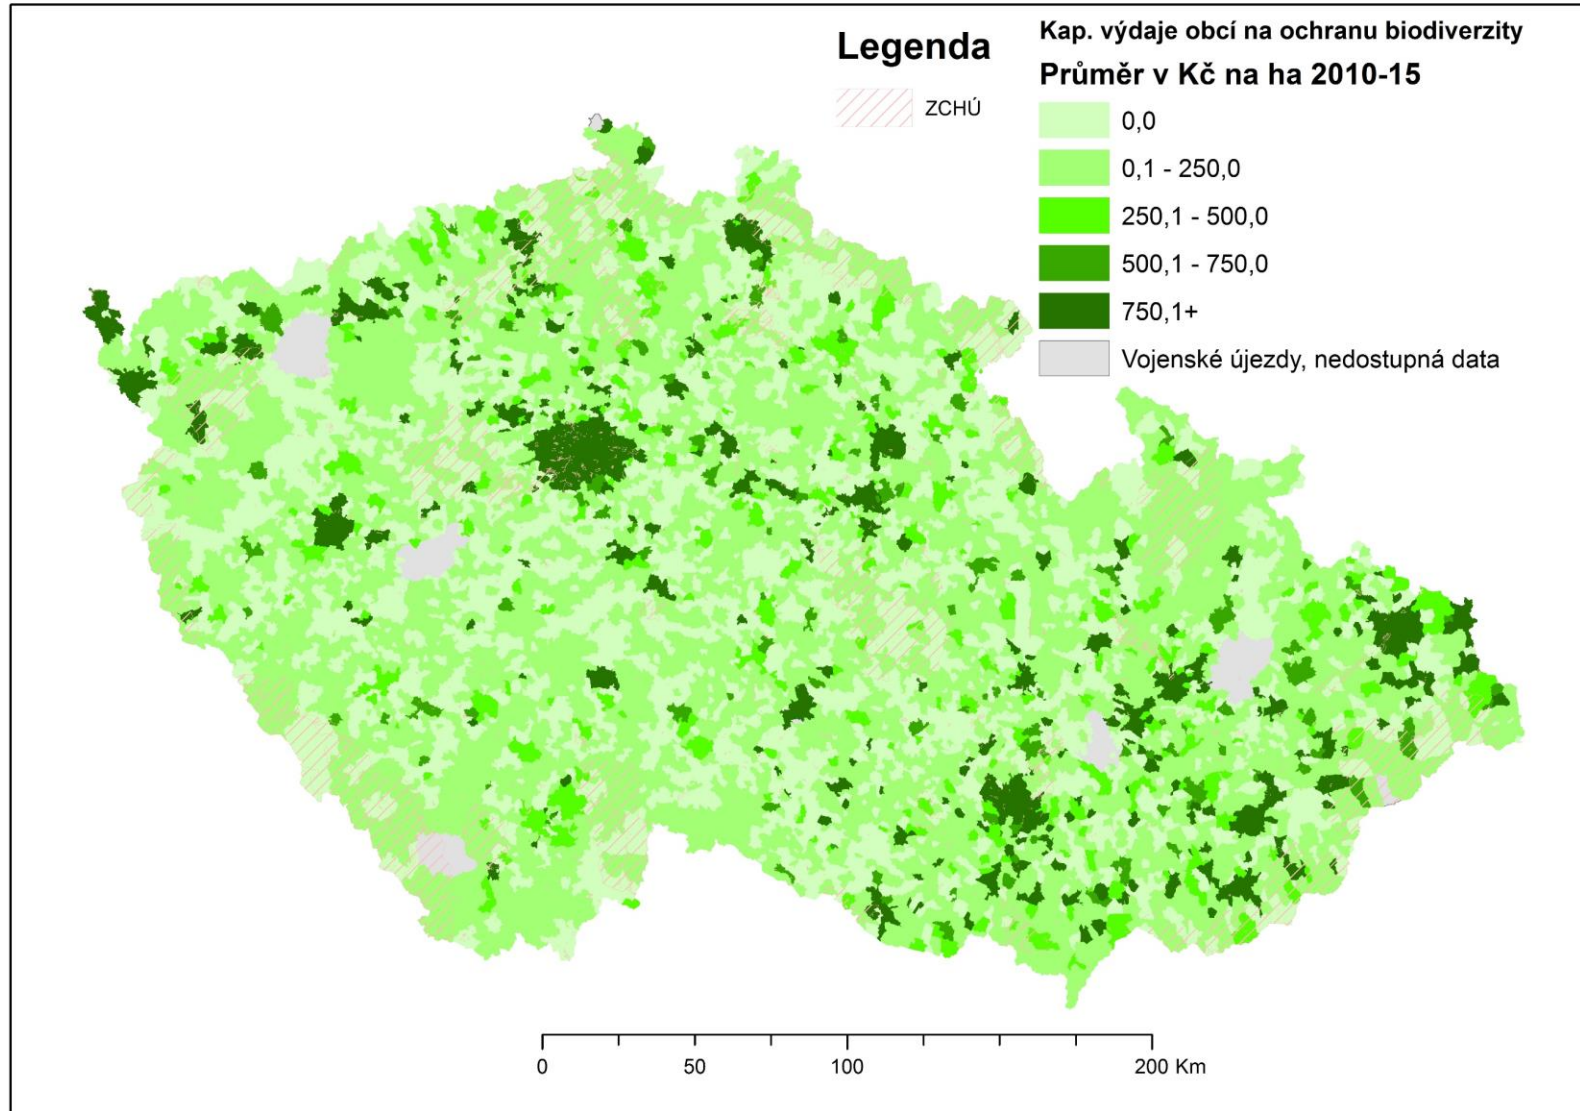 Legenda
ZCHÚ
Kap. výdaje obcí na ochranu biodiverzity
Průměr v Kč na ha 2010-15
0,0
0,1 - 250,0
250,1 - 500,0
500,1 - 750,0
750,1+
Vojenské újezdy, nedostupná data
0 50 100 200 Km